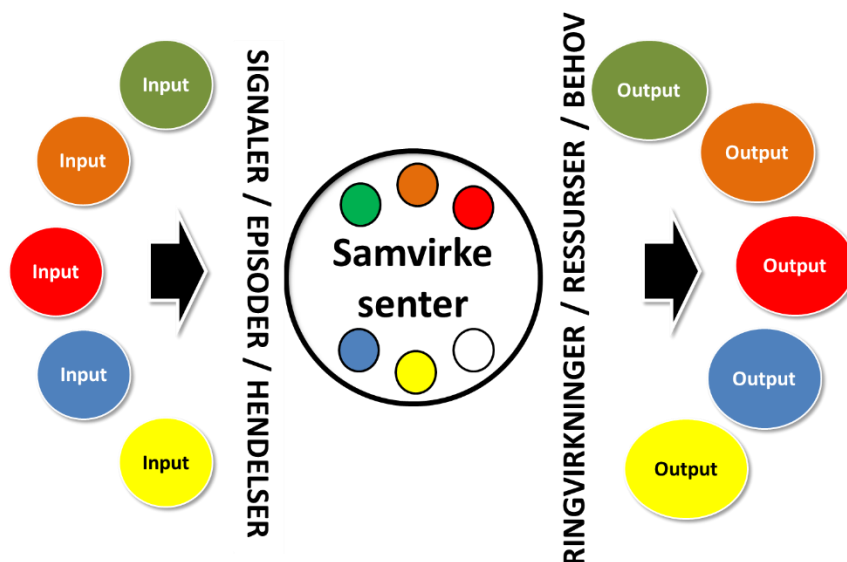 Input
Input
Input
Input
Input
SIGNALER / EPISODER / HENDELSER
Samvirke
senter
RINGVIRKNINGER / RESSURSER / BEHOV
Output
Output
Output
Output
Output